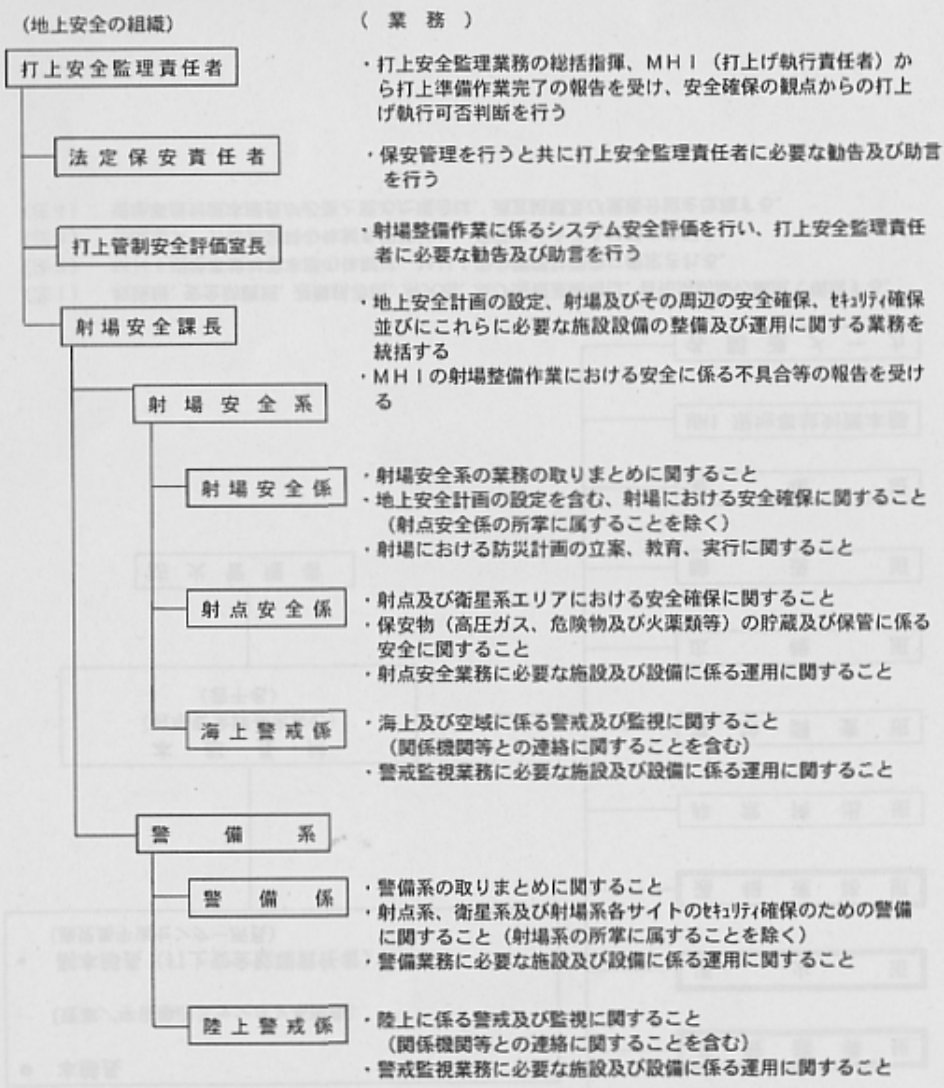 (地上安全の組織)
( 業 務 )
打上安全監理責任者
・打上安全監理業務の総括指揮、MHI(打上げ執行責任者)か
ら打上準備作業完了の報告を受け、安全確保の観点からの打上
げ執行可否判断を行う
法定保安責任者
・保安管理を行うと共に打上安全監理責任者に必要な勧告及び助言
を行う
打上管制安全評価室長
・射場整備作業に係るシステム安全評価を行い、打上安全監理責任
者に必要な勧告及び助言を行う
射場安全課長
・地上安全計画の設定、射場及びその周辺の安全確保、ｾｷｭﾘﾃｨ確保
並びにこれらに必要な施設設備の整備及び運用に関する業務を
統括する
・MHIの射場整備作業における安全に係る不具合等の報告を受け
る
射場安全系
射場安全係
・射場安全系の業務の取りまとめに関すること
・地上安全計画の設定を含む、射場における安全確保に関すること
(射点安全係の所掌に属することを除く)
・射場における防災計画の立案、教育、実行に関すること
射点安全係
・射点及び衛星系エリアにおける安全確保に関すること
・保安物(高圧ガス、危険物及び火薬類等)の貯蔵及び保管に係る
安全に関すること
・射点安全業務に必要な施設及び設備に係る運用に関すること
海上警戒係
・海上及び空域に係る警戒及び監視に関すること
(関係機関等との連絡に関することを含む)
・警戒監視業務に必要な施設及び設備に係る運用に関すること
警備系
警備係
・警備系の取りまとめに関すること
・射点系、衛星系及び射場系各サイトのｾｷｭﾘﾃｨ確保のための警備
に関すること(射場系の所掌に属することを除く)
・警備業務に必要な施設及び設備に係る運用に関すること
陸上警戒係
・陸上に係る警戒及び監視に関すること
(関係機関等との連絡に関することを含む)
・警戒監視業務に必要な施設及び設備に係る運用に関すること